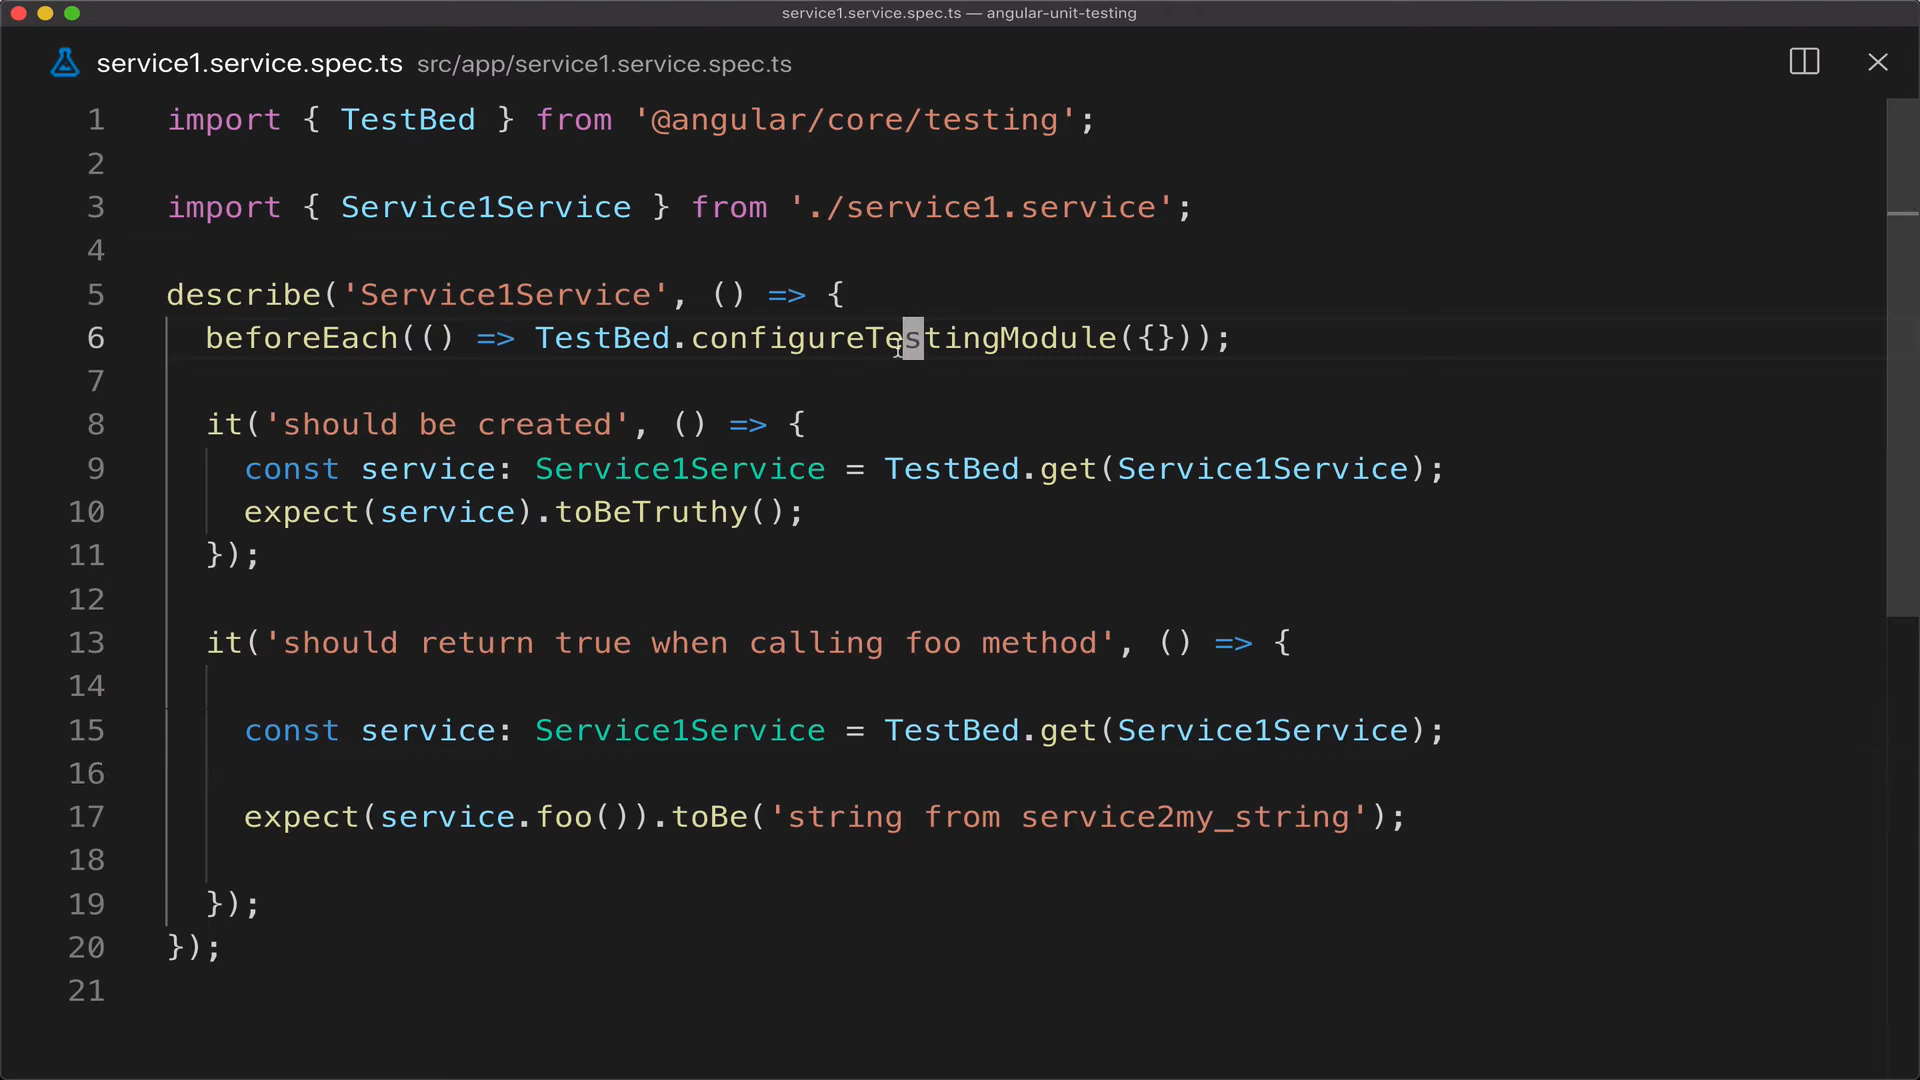 service1.service.spec.ts — angular-unit-testing
service1.service.spec.ts src/app/service1.service.spec.ts
1 import { TestBed } from '@angular/core/testing';
2
3 import { Service1Service } from './service1.service';
4
5 describe('Service1Service', () => {
6   beforeEach(() => TestBed.configureTestingModule({}));
7
8   it('should be created', () => {
9     const service: Service1Service = TestBed.get(Service1Service);
10     expect(service).toBeTruthy();
11   });
12
13   it('should return true when calling foo method', () => {
14
15     const service: Service1Service = TestBed.get(Service1Service);
16
17     expect(service.foo()).toBe('string from service2my_string');
18
19   });
20 });
21